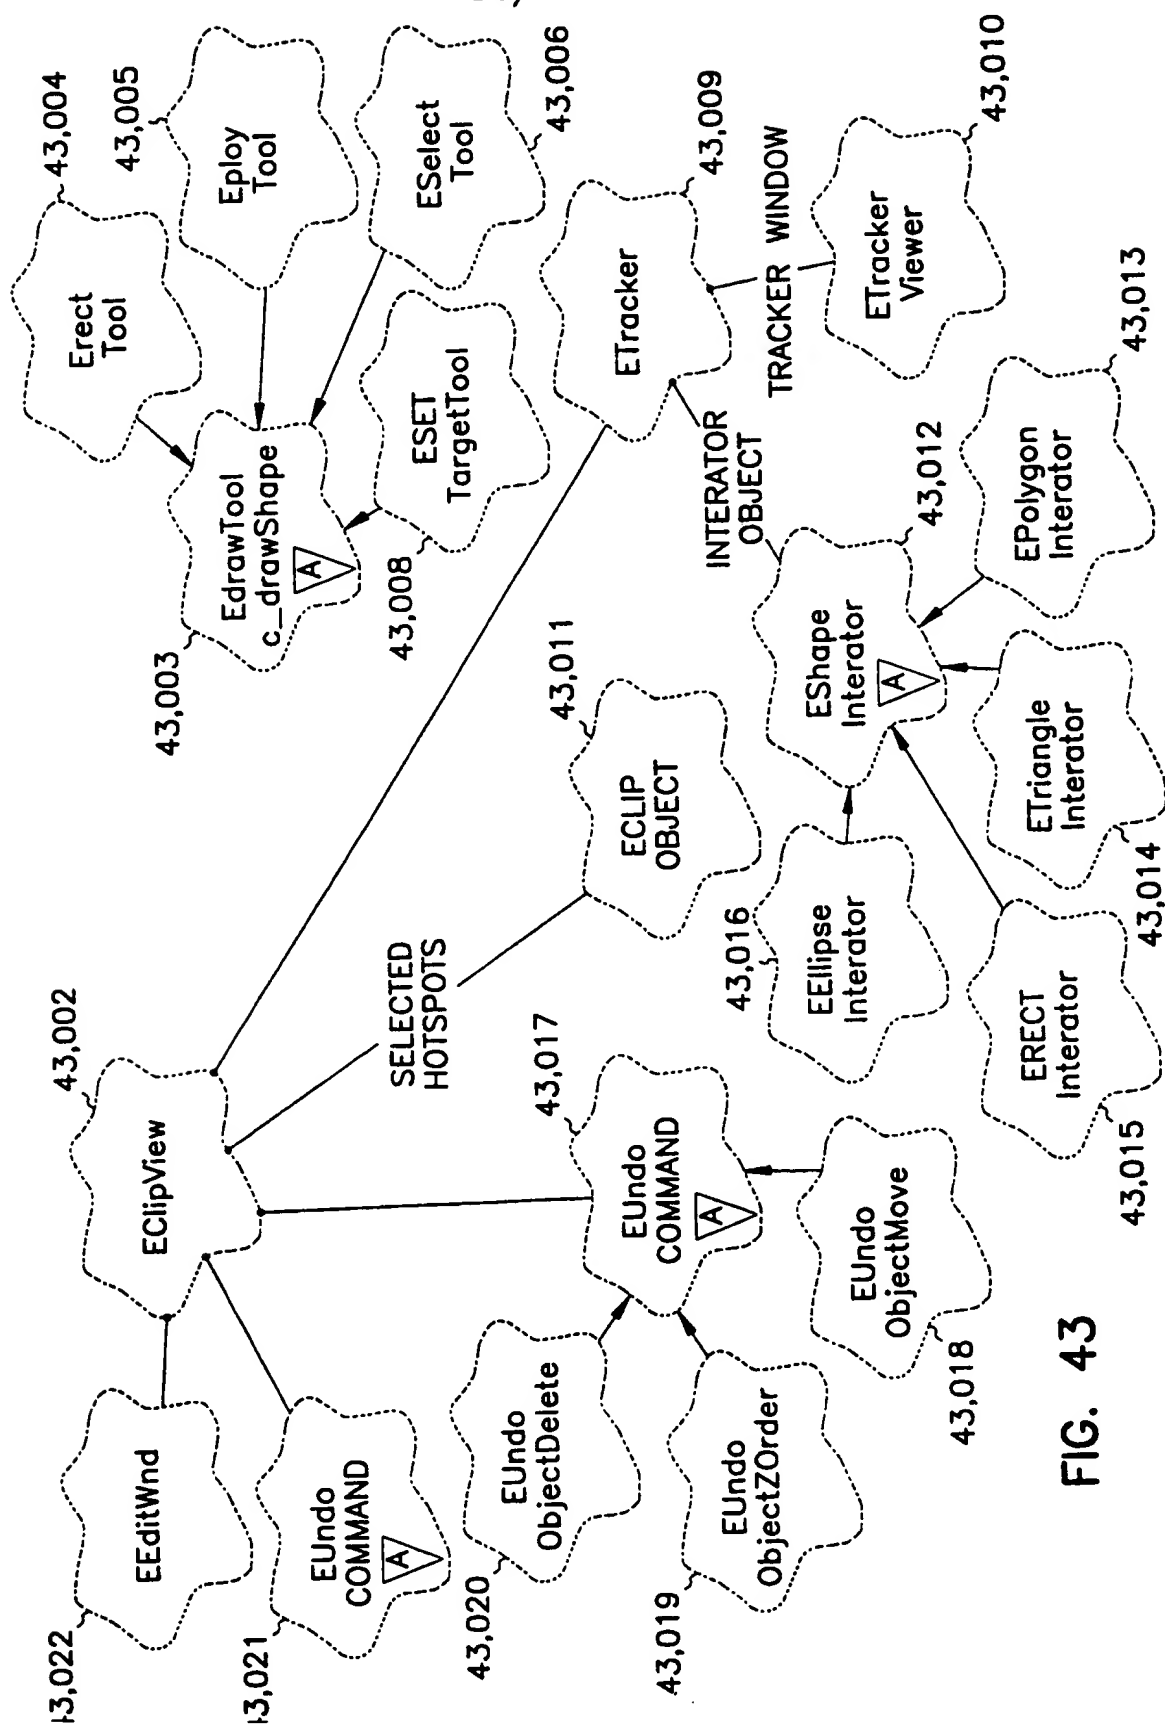 43,002
EClipView
EEditWnd
3,022
EUndo
COMMAND
A
3,021
SELECTED
HOTSPOTS
43,003
EdrawTool
c_drawShape
A
Erect
Tool
43,004
43,005
Eploy
Tool
ESelect
Tool
43,006
ESET
TargetTool
43,008
ETracker
43,009
TRACKER WINDOW
ETracker
Viewer
43,010
INTERATOR
OBJECT
43,011
ECLIP
OBJECT
43,012
EShape
Interator
A
EPolygon
Interator
43,013
ETriangle
Interator
43,014
ERECT
Interator
43,015
43,016
EEllipse
Interator
43,017
EUndo
COMMAND
A
EUndo
ObjectMove
43,018
EUndo
ObjectZOrder
43,019
EUndo
ObjectDelete
43,020
FIG. 43